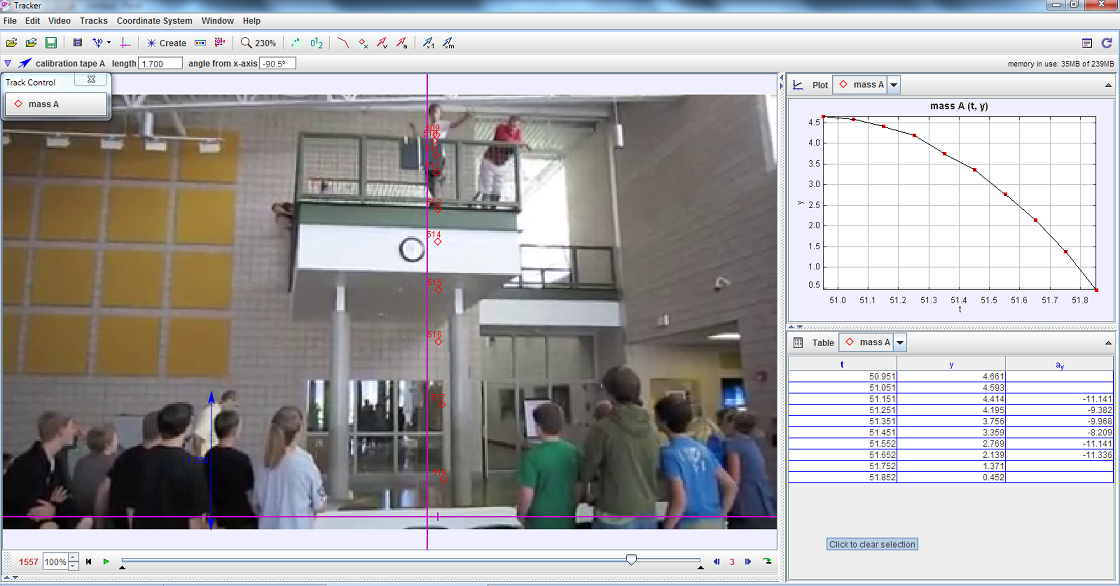 Tracker
File Edit Video Tracks Coordinate System Window Help
Create 230%
calibration tape A length 1.700 angle from x-axis -90.5° memory in use: 35MB of 239MB
Track Control
mass A
514
515
516
Plot mass A
mass A (t, y)
4.5
4.0
3.5
3.0
2.5
2.0
1.5
1.0
0.5
y
51.0 51.1 51.2 51.3 51.4 51.5 51.6 51.7 51.8
t
Table mass A
t y ay
50.951 4.661
51.051 4.593
51.151 4.414 -11.141
51.251 4.195 -9.382
51.351 3.756 -9.968
51.451 3.359 -8.209
51.552 2.769 -11.141
51.652 2.139 -11.336
51.752 1.371
51.852 0.452
Click to clear selection
1557 100% 3